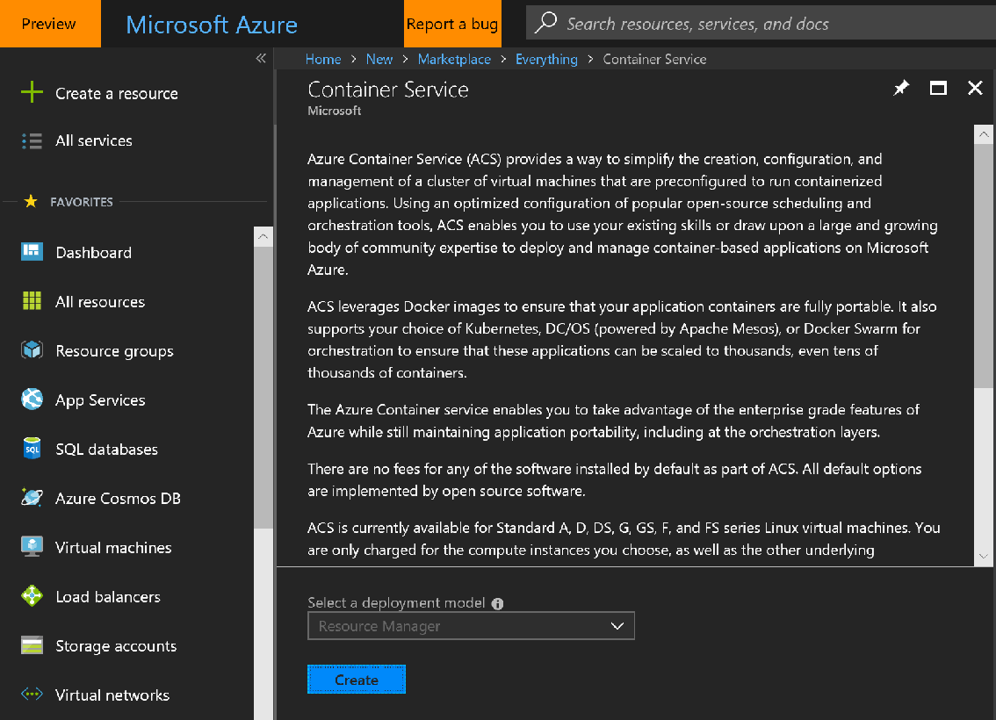 Preview
Microsoft Azure
Report a bug
Search resources, services, and docs
«
Home > New > Marketplace > Everything > Container Service
Create a resource
All services
FAVORITES
Dashboard
All resources
Resource groups
App Services
SQL
SQL databases
Azure Cosmos DB
Virtual machines
Load balancers
Storage accounts
Virtual networks
Container Service
Microsoft
Azure Container Service (ACS) provides a way to simplify the creation, configuration, and
management of a cluster of virtual machines that are preconfigured to run containerized
applications. Using an optimized configuration of popular open-source scheduling and
orchestration tools, ACS enables you to use your existing skills or draw upon a large and growing
body of community expertise to deploy and manage container-based applications on Microsoft
Azure.
ACS leverages Docker images to ensure that your application containers are fully portable. It also
supports your choice of Kubernetes, DC/OS (powered by Apache Mesos), or Docker Swarm for
orchestration to ensure that these applications can be scaled to thousands, even tens of
thousands of containers.
The Azure Container service enables you to take advantage of the enterprise grade features of
Azure while still maintaining application portability, including at the orchestration layers.
There are no fees for any of the software installed by default as part of ACS. All default options
are implemented by open source software.
ACS is currently available for Standard A, D, DS, G, GS, F, and FS series Linux virtual machines. You
are only charged for the compute instances you choose, as well as the other underlying
Select a deployment model
Resource Manager
Create